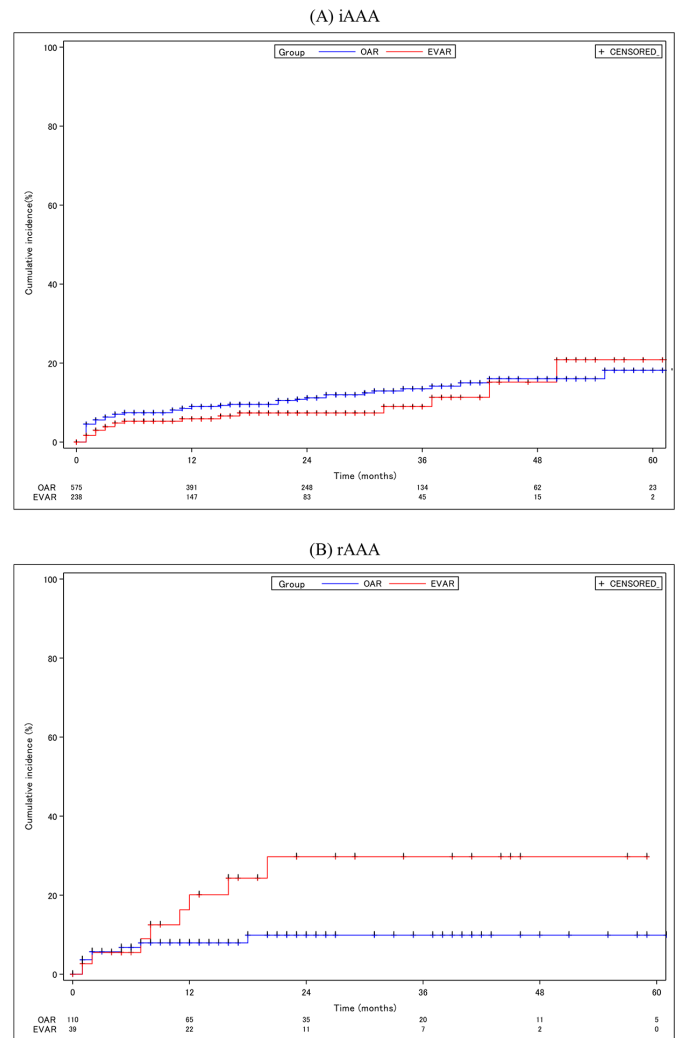 (A) iAAA
Group OAR EVAR + CENSORED_
100
80
60
40
20
0
Cumulative incidence(%)
0 12 24 36 48 60
Time (months)
OAR 575 391 248 134 62 23
EVAR 238 147 83 45 15 2
(B) rAAA
Group OAR EVAR + CENSORED_
100
80
60
40
20
0
Cumulative incidence (%)
0 12 24 36 48 60
Time (months)
OAR 110 65 35 20 11 5
EVAR 39 22 11 7 2 0